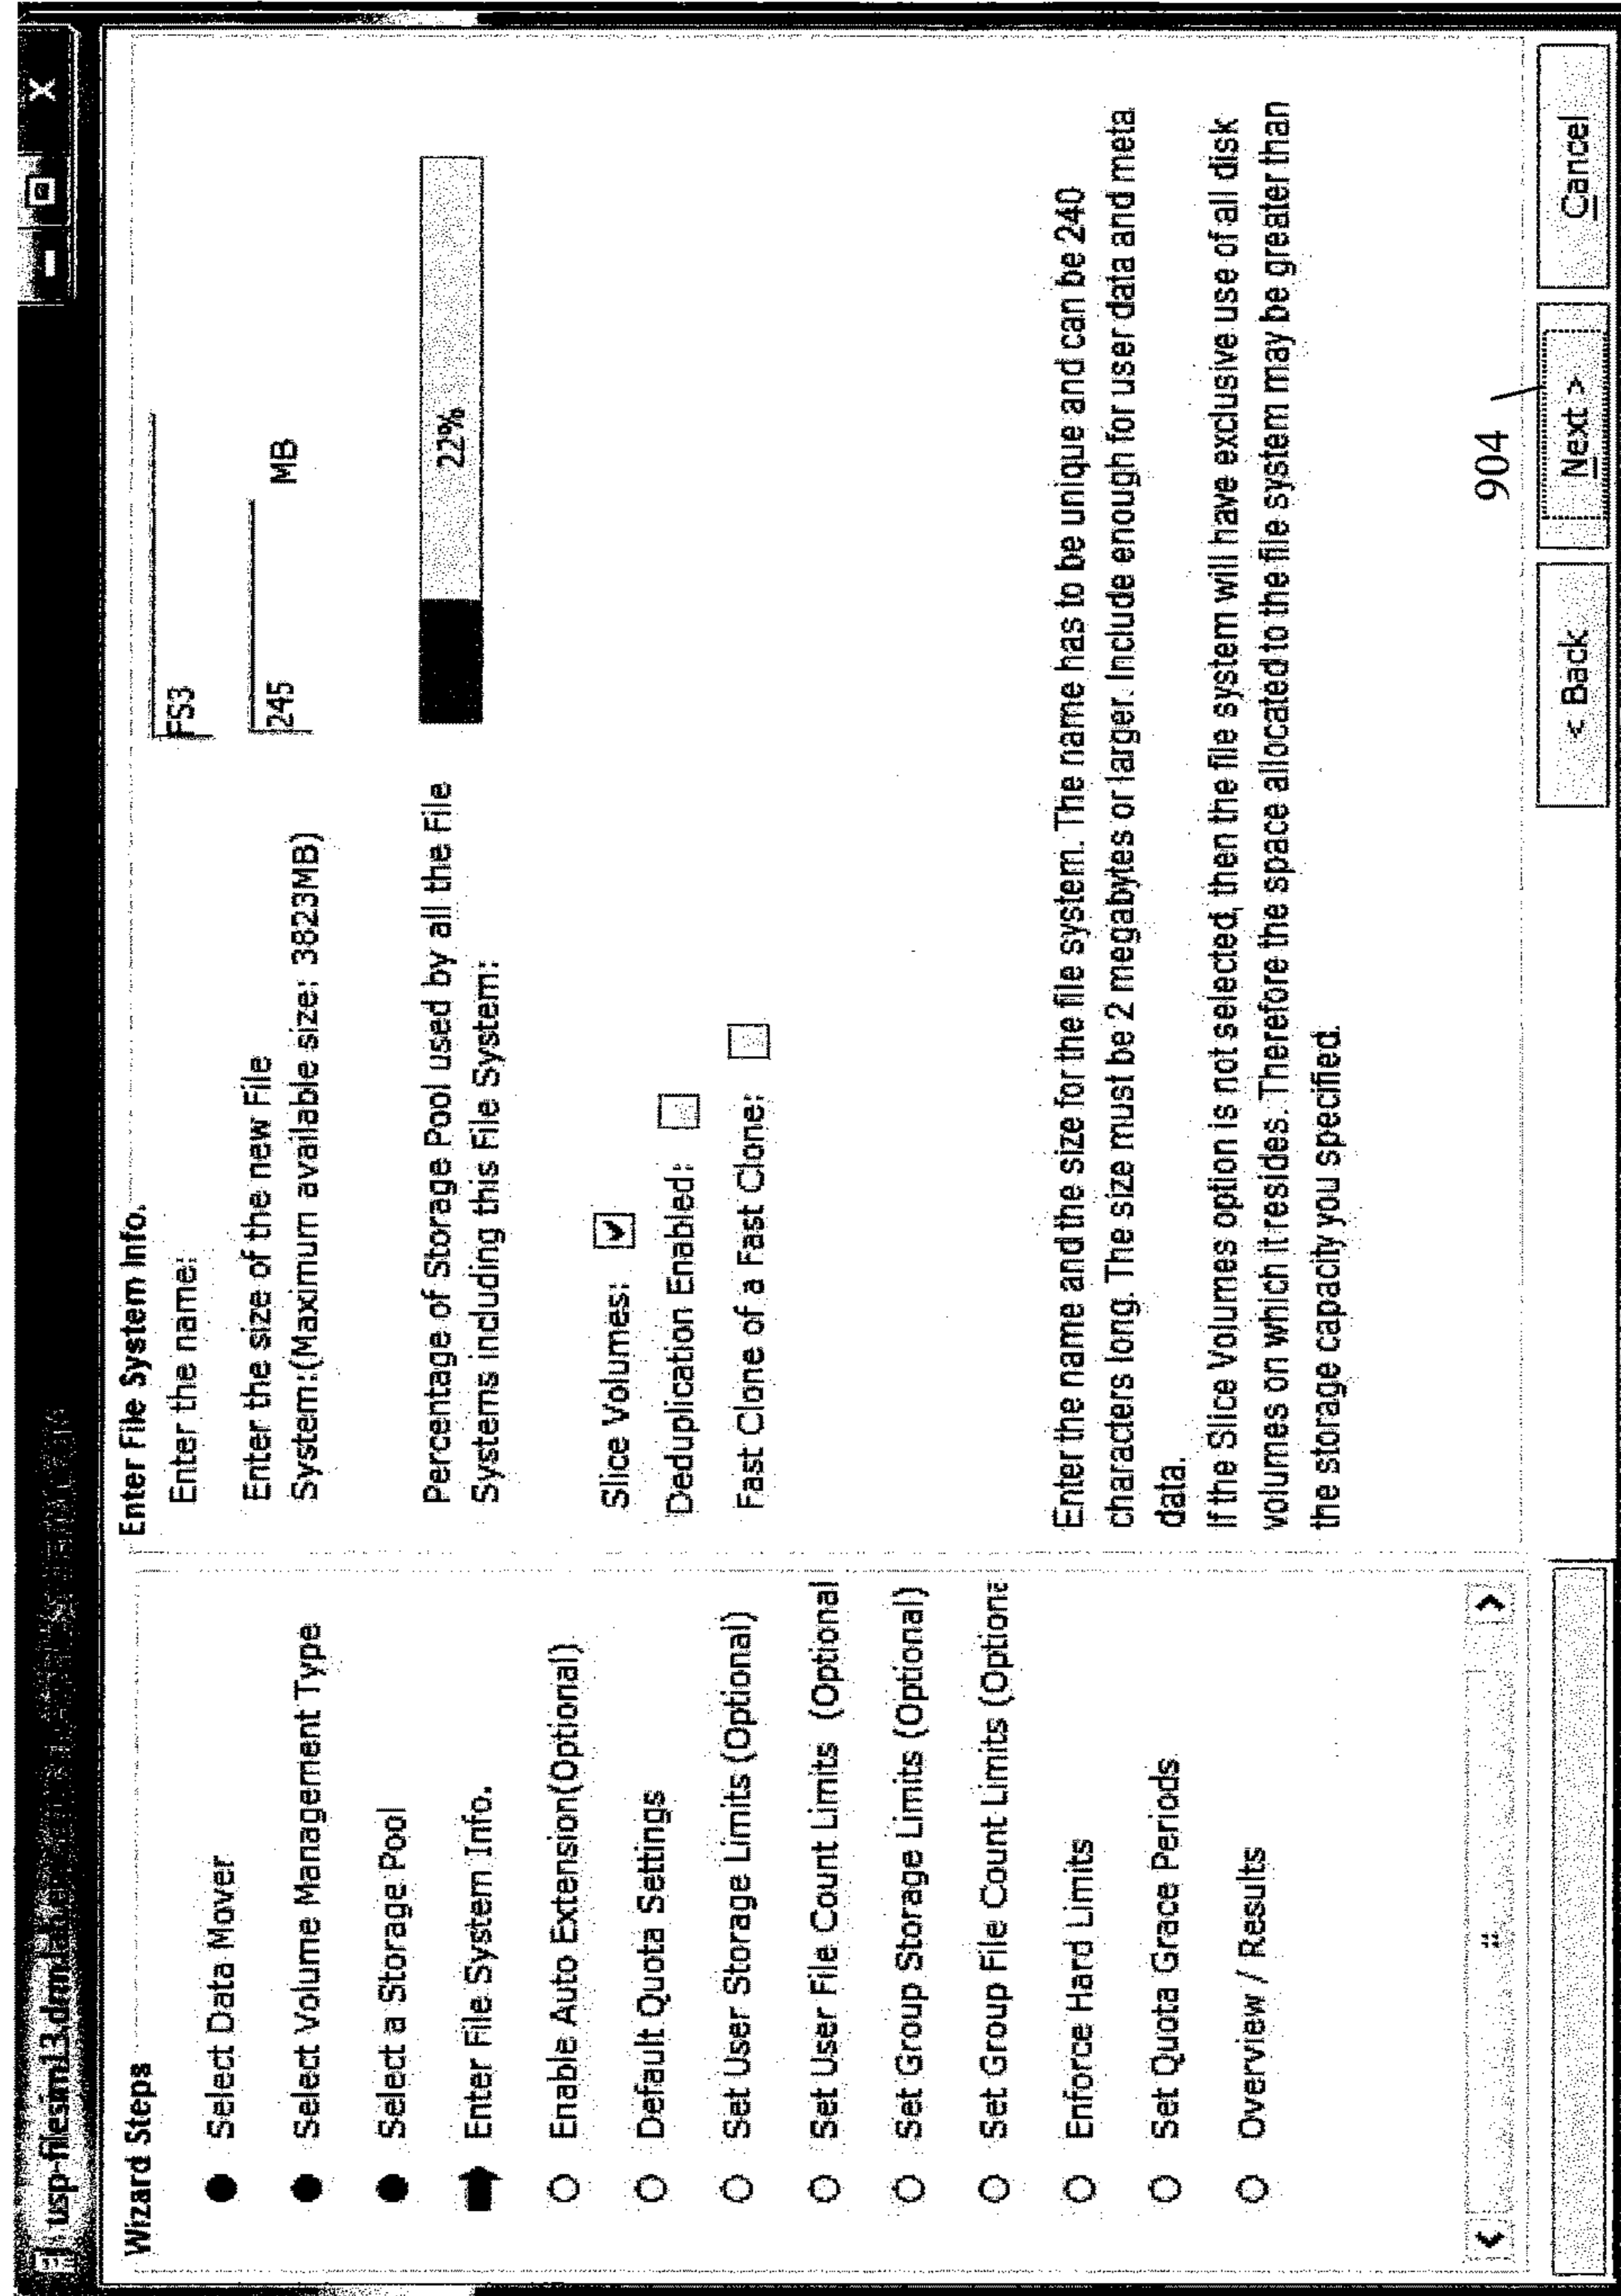 Wizard Steps
Select Data Mover
Select Volume Management Type
Select a Storage Pool
Enter File System Info.
Enable Auto Extension(Optional)
Default Quota Settings
Set User Storage Limits (Optional)
Set User File Count Limits (Optional
Set Group Storage Limits (Optional)
Set Group File Count Limits (Optiona
Enforce Hard Limits
Set Quota Grace Periods
Overview / Results
Enter File System Info.
Enter the name: FS3
Enter the size of the new File
System:(Maximum available size: 3823MB) 245 MB
Percentage of Storage Pool used by all the File
Systems including this File System: 22%
Slice Volumes:
Deduplication Enabled:
Fast Clone of a Fast Clone:
Enter the name and the size for the file system. The name has to be unique and can be 240
characters long. The size must be 2 megabytes or larger. Include enough for user data and meta
data.
If the Slice Volumes option is not selected, then the file system will have exclusive use of all disk
volumes on which it resides. Therefore the space allocated to the file system may be greater than
the storage capacity you specified.
904
< Back
Next >
Cancel